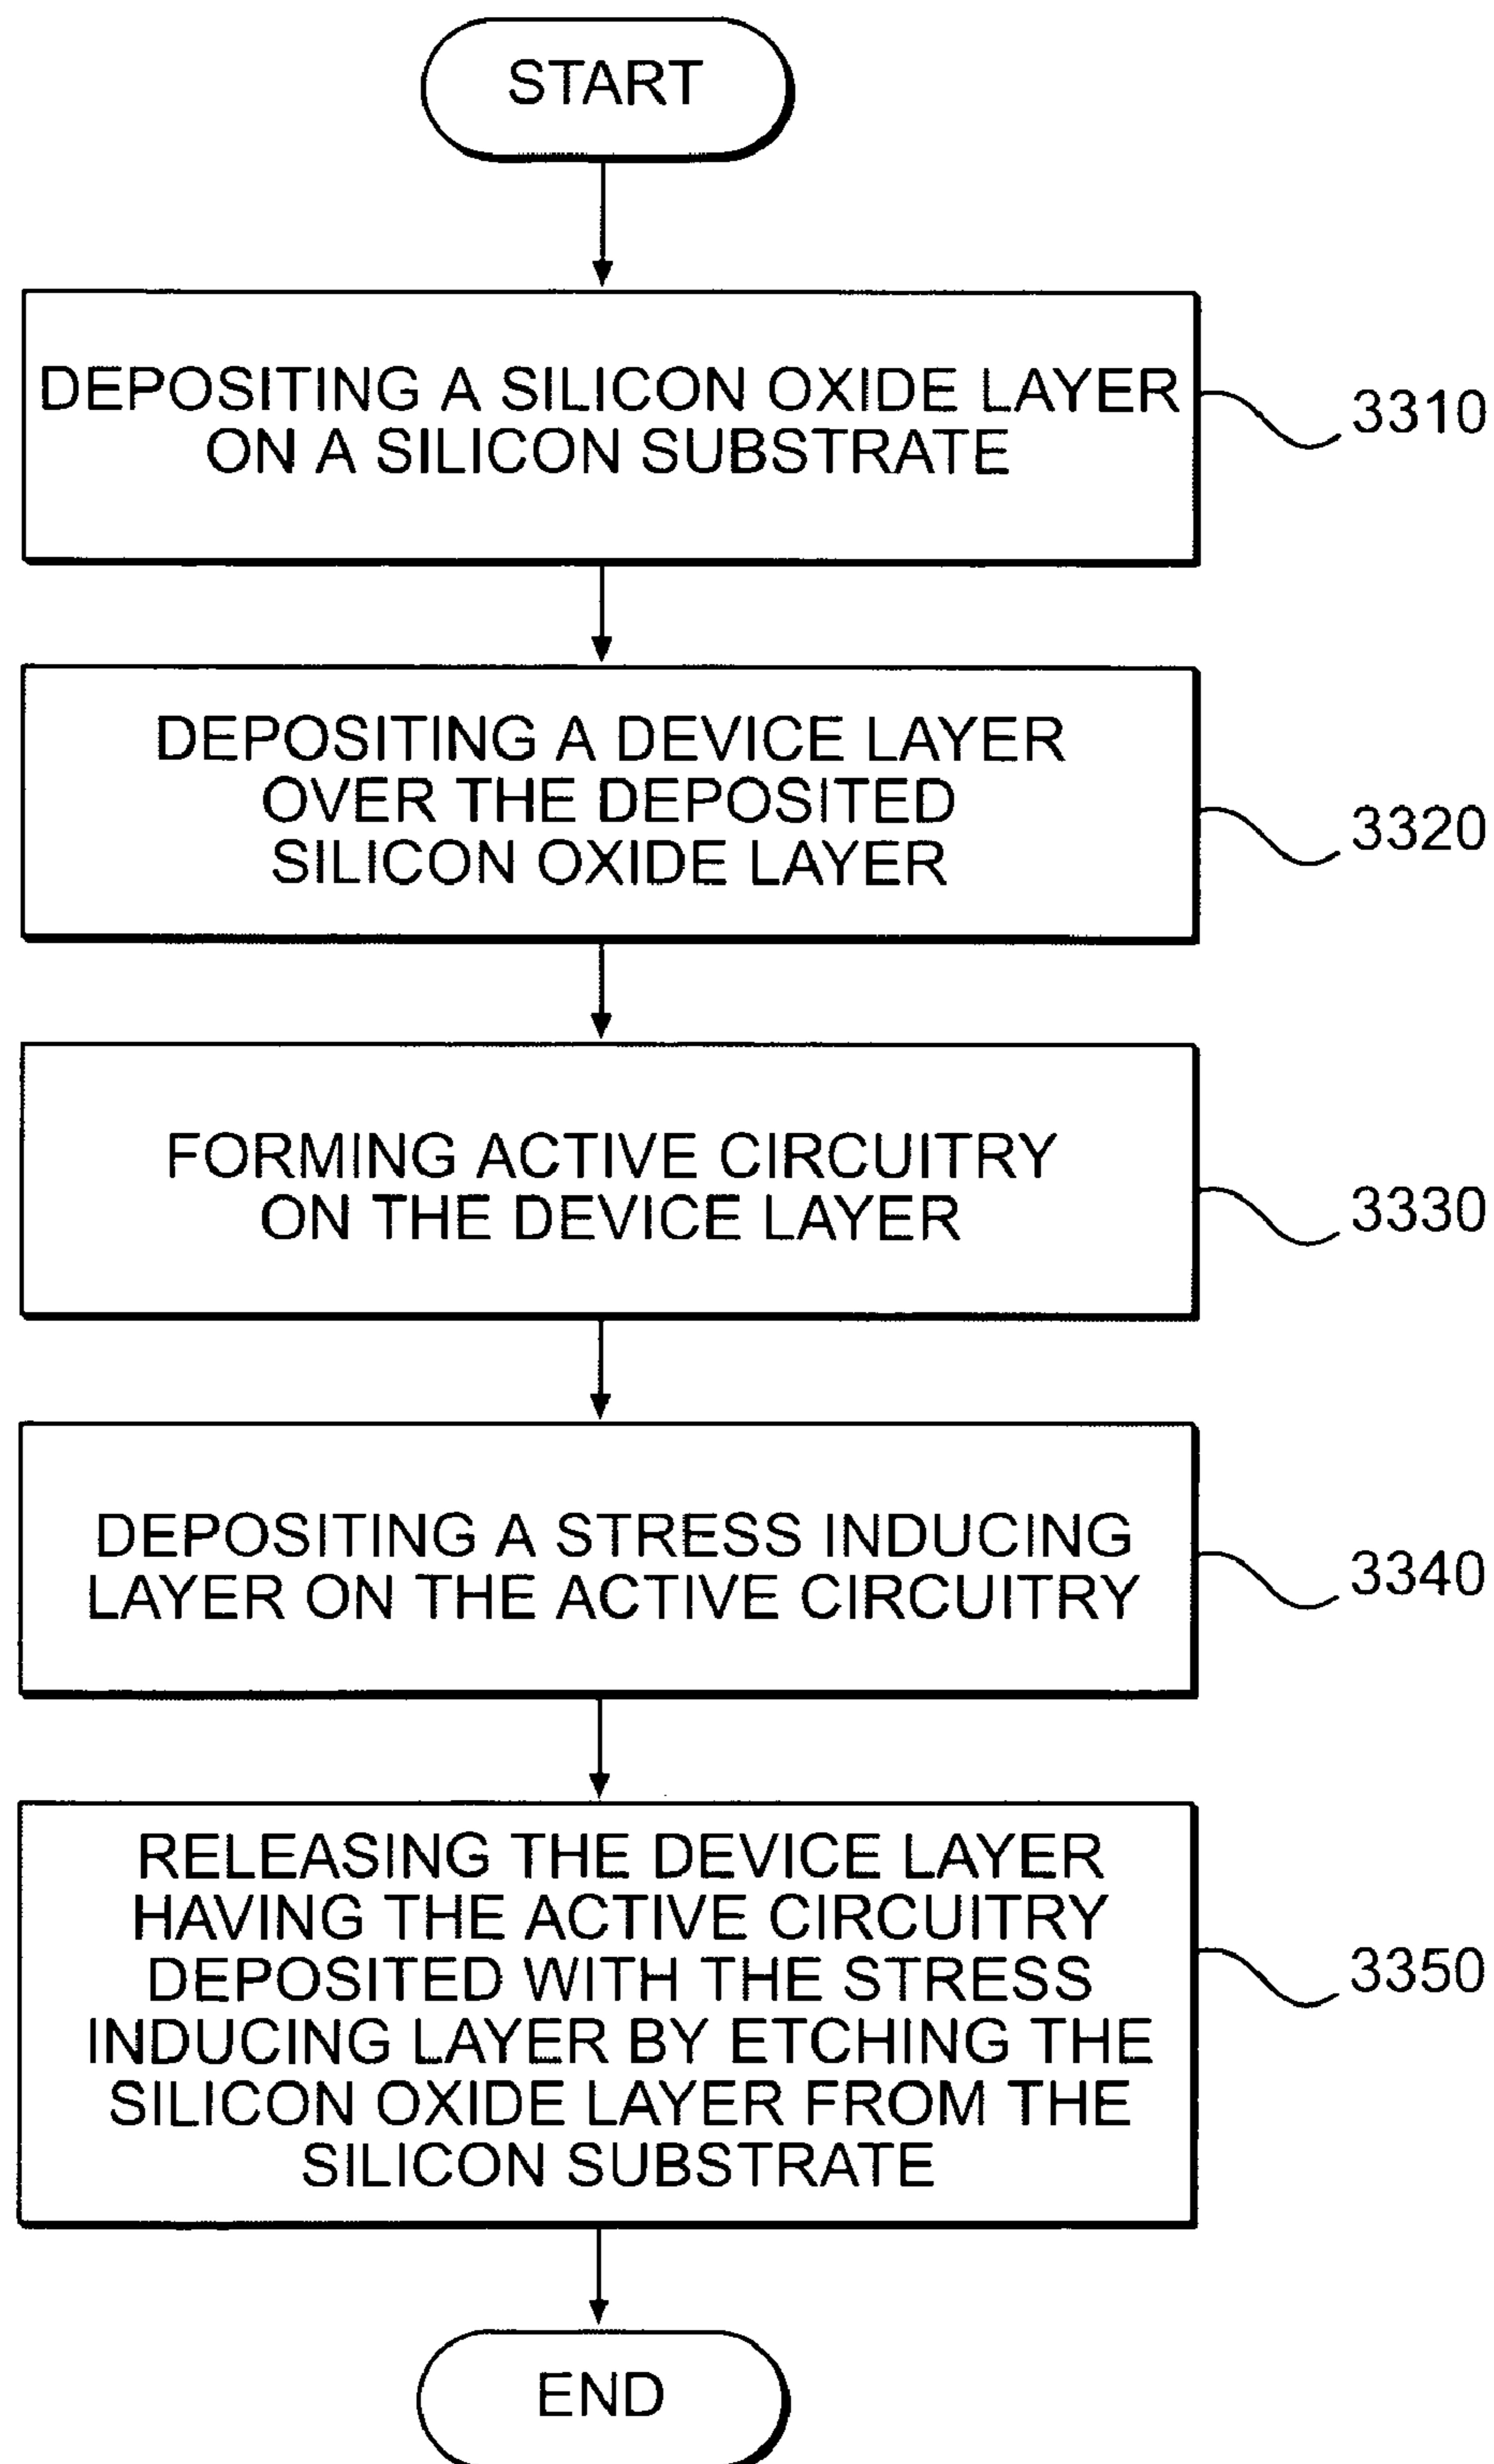 START
DEPOSITING A SILICON OXIDE LAYER
ON A SILICON SUBSTRATE
3310
DEPOSITING A DEVICE LAYER
OVER THE DEPOSITED
SILICON OXIDE LAYER
3320
FORMING ACTIVE CIRCUITRY
ON THE DEVICE LAYER
3330
DEPOSITING A STRESS INDUCING
LAYER ON THE ACTIVE CIRCUITRY
3340
RELEASING THE DEVICE LAYER
HAVING THE ACTIVE CIRCUITRY
DEPOSITED WITH THE STRESS
INDUCING LAYER BY ETCHING THE
SILICON OXIDE LAYER FROM THE
SILICON SUBSTRATE
3350
END